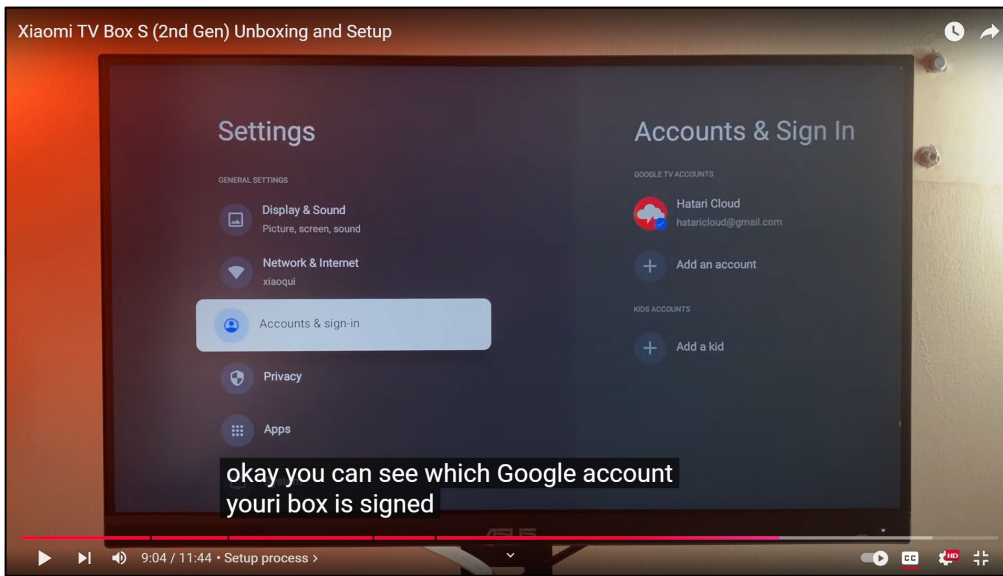 Xiaomi TV Box S (2nd Gen) Unboxing and Setup
Settings
GENERAL SETTINGS
Display & Sound
Picture, screen, sound
Network & Internet
xiaoqui
Accounts & sign-in
Privacy
Apps
Accounts & Sign In
GOOGLE TV ACCOUNTS
Hatari Cloud
hataricloud@gmail.com
Add an account
KIDS ACCOUNTS
Add a kid
okay you can see which Google account
youri box is signed
ASUS
9:04 / 11:44 • Setup process >
CC
HD